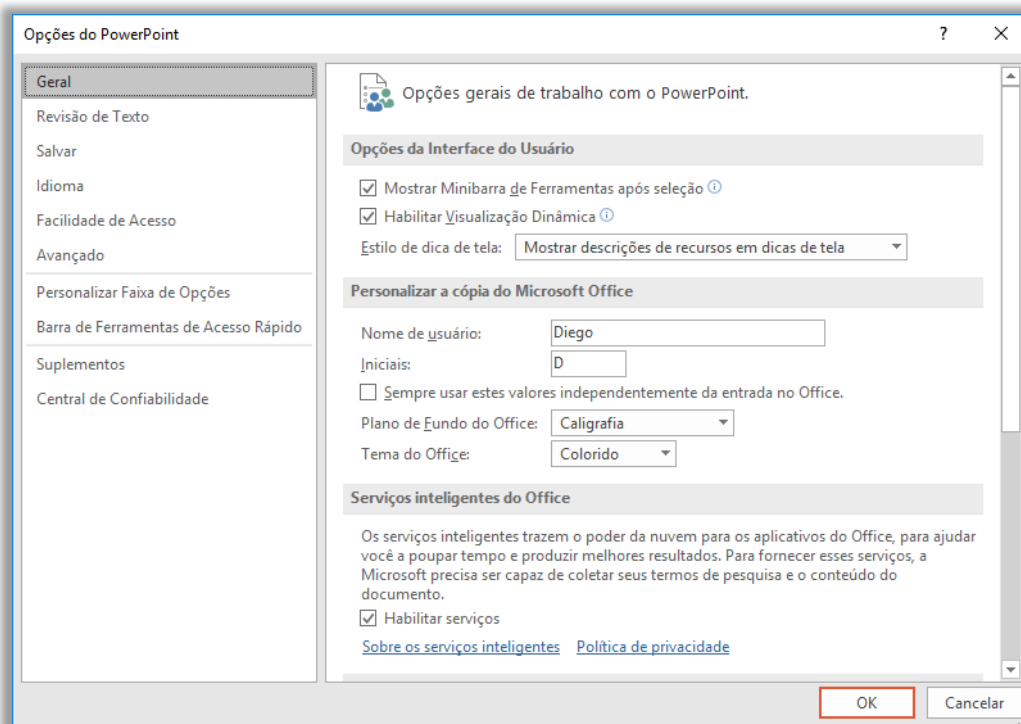 Opções do PowerPoint
?
Geral
Revisão de Texto
Salvar
Idioma
Facilidade de Acesso
Avançado
Personalizar Faixa de Opções
Barra de Ferramentas de Acesso Rápido
Suplementos
Central de Confiabilidade
Opções gerais de trabalho com o PowerPoint.
Opções da Interface do Usuário
Mostrar Minibarra de Ferramentas após seleção
Habilitar Visualização Dinâmica
Estilo de dica de tela: Mostrar descrições de recursos em dicas de tela
Personalizar a cópia do Microsoft Office
Nome de usuário: Diego
Iniciais: D
Sempre usar estes valores independentemente da entrada no Office.
Plano de Fundo do Office: Caligrafia
Tema do Office: Colorido
Serviços inteligentes do Office
Os serviços inteligentes trazem o poder da nuvem para os aplicativos do Office, para ajudar
você a poupar tempo e produzir melhores resultados. Para fornecer esses serviços, a
Microsoft precisa ser capaz de coletar seus termos de pesquisa e o conteúdo do
documento.
Habilitar serviços
Sobre os serviços inteligentes Política de privacidade
OK Cancelar